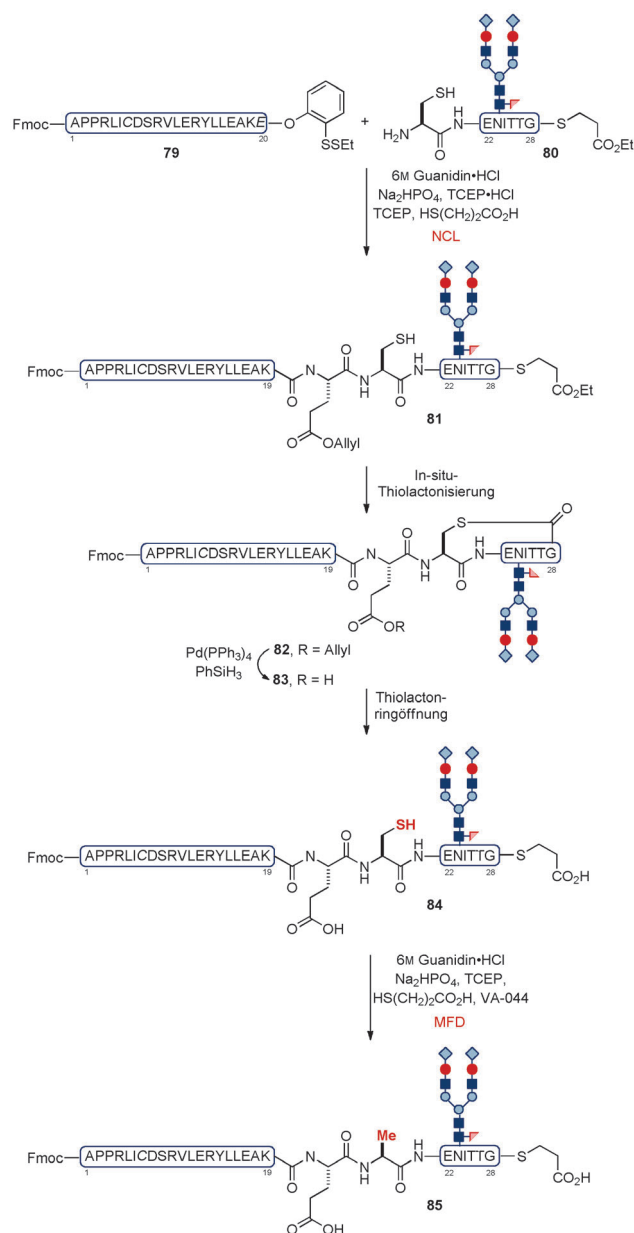 SH
Fmoc
APPRLICDSRVLERYLLEAKE
O
+
NH
ENITTG
S
1
20
SSEt
H2N
O
22
28
CO2Et
79
80
6M Guanidin•HCl
Na2HPO4, TCEP•HCl
TCEP, HS(CH2)2CO2H
NCL
SH
O
O
H
N
Fmoc
APPRLICDSRVLERYLLEAK
N
N
H
ENITTG
S
1
19
O
O
22
28
CO2Et
O
OAllyl
81
In-situ-
Thiolactonisierung
S
O
O
H
N
Fmoc
APPRLICDSRVLERYLLEAK
N
N
H
ENITTG
1
19
O
O
28
O
OR
Pd(PPh3)4
PhSiH3
82, R = Allyl
83, R = H
Thiolacton-
ringöffnung
SH
O
O
H
N
Fmoc
APPRLICDSRVLERYLLEAK
N
N
H
ENITTG
S
1
19
O
O
22
28
CO2H
O
OH
84
6M Guanidin•HCl
Na2HPO4, TCEP,
HS(CH2)2CO2H, VA-044
MFD
Me
O
O
H
N
Fmoc
APPRLICDSRVLERYLLEAK
N
N
H
ENITTG
S
1
19
O
O
22
28
CO2H
O
OH
85